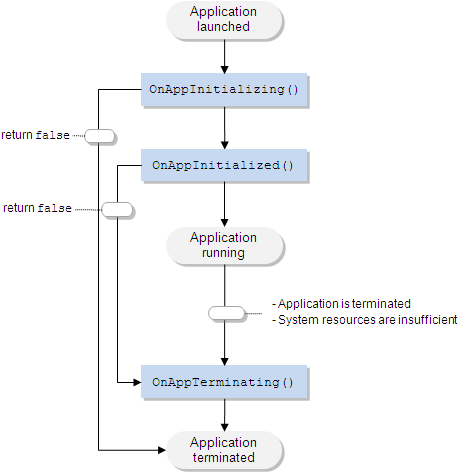 Application
launched
OnAppInitializing()
return false
OnAppInitialized()
return false
Application
running
- Application is terminated
- System resources are insufficient
OnAppTerminating()
Application
terminated